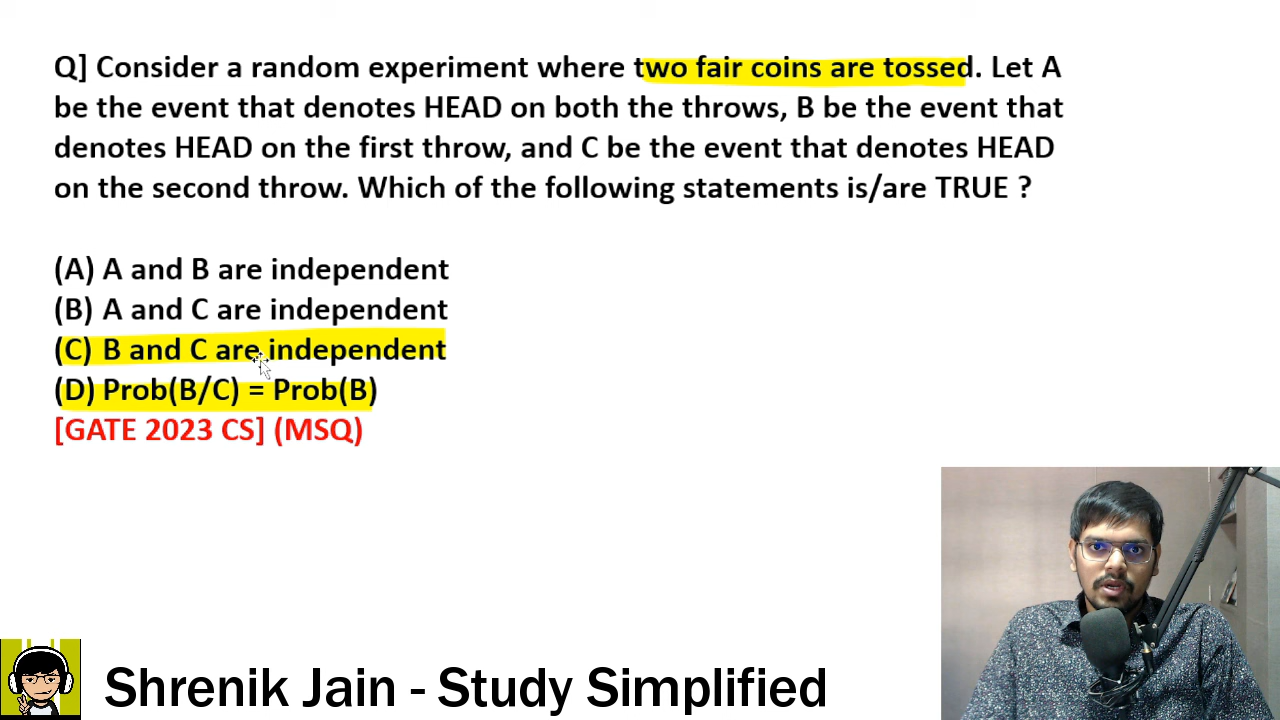 Q] Consider a random experiment where two fair coins are tossed. Let A
be the event that denotes HEAD on both the throws, B be the event that
denotes HEAD on the first throw, and C be the event that denotes HEAD
on the second throw. Which of the following statements is/are TRUE ?
(A) A and B are independent
(B) A and C are independent
(C) B and C are independent
(D) Prob(B/C) = Prob(B)
[GATE 2023 CS] (MSQ)
Shrenik Jain - Study Simplified